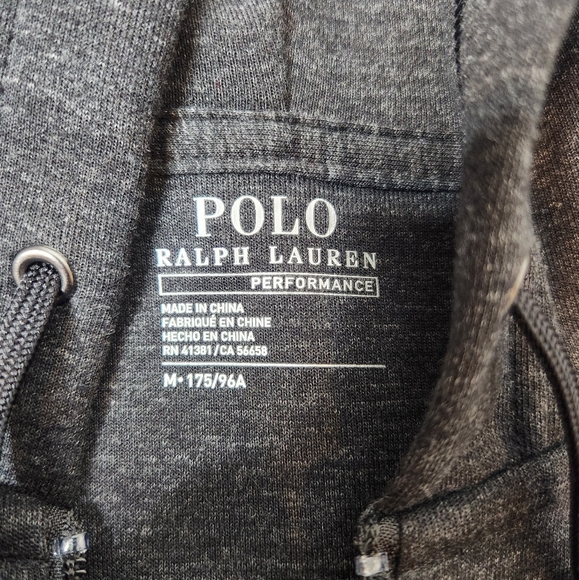 POLO
RALPH LAUREN
PERFORMANCE
MADE IN CHINA
FABRIQUÉ EN CHINE
HECHO EN CHINA
RN 41381/CA 56658
M• 175/96A